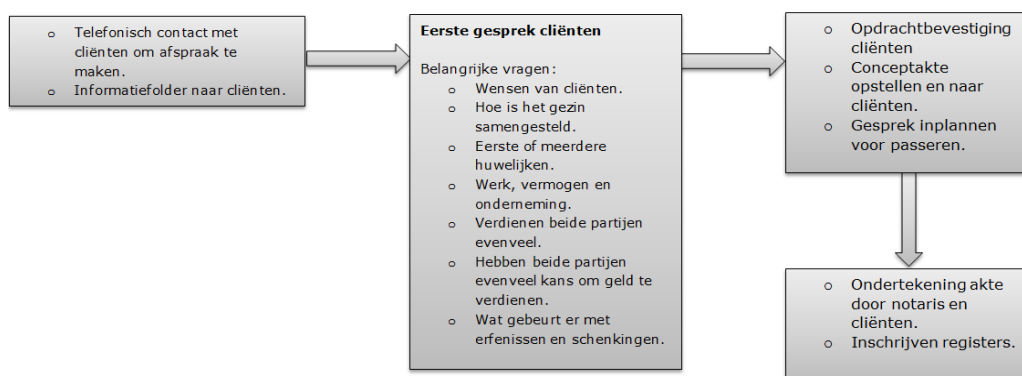 o Telefonisch contact met
cliënten om afspraak te
maken.
o Informatiefolder naar cliënten.
Eerste gesprek cliënten
Belangrijke vragen:
o Wensen van cliënten.
o Hoe is het gezin
samengesteld.
o Eerste of meerdere
huwelijken.
o Werk, vermogen en
onderneming.
o Verdienen beide partijen
evenveel.
o Hebben beide partijen
evenveel kans om geld te
verdienen.
o Wat gebeurt er met
erfenissen en schenkingen.
o Opdrachtbevestiging
cliënten
o Conceptakte
opstellen en naar
cliënten.
o Gesprek inplannen
voor passeren.
o Ondertekening akte
door notaris en
cliënten.
o Inschrijven registers.